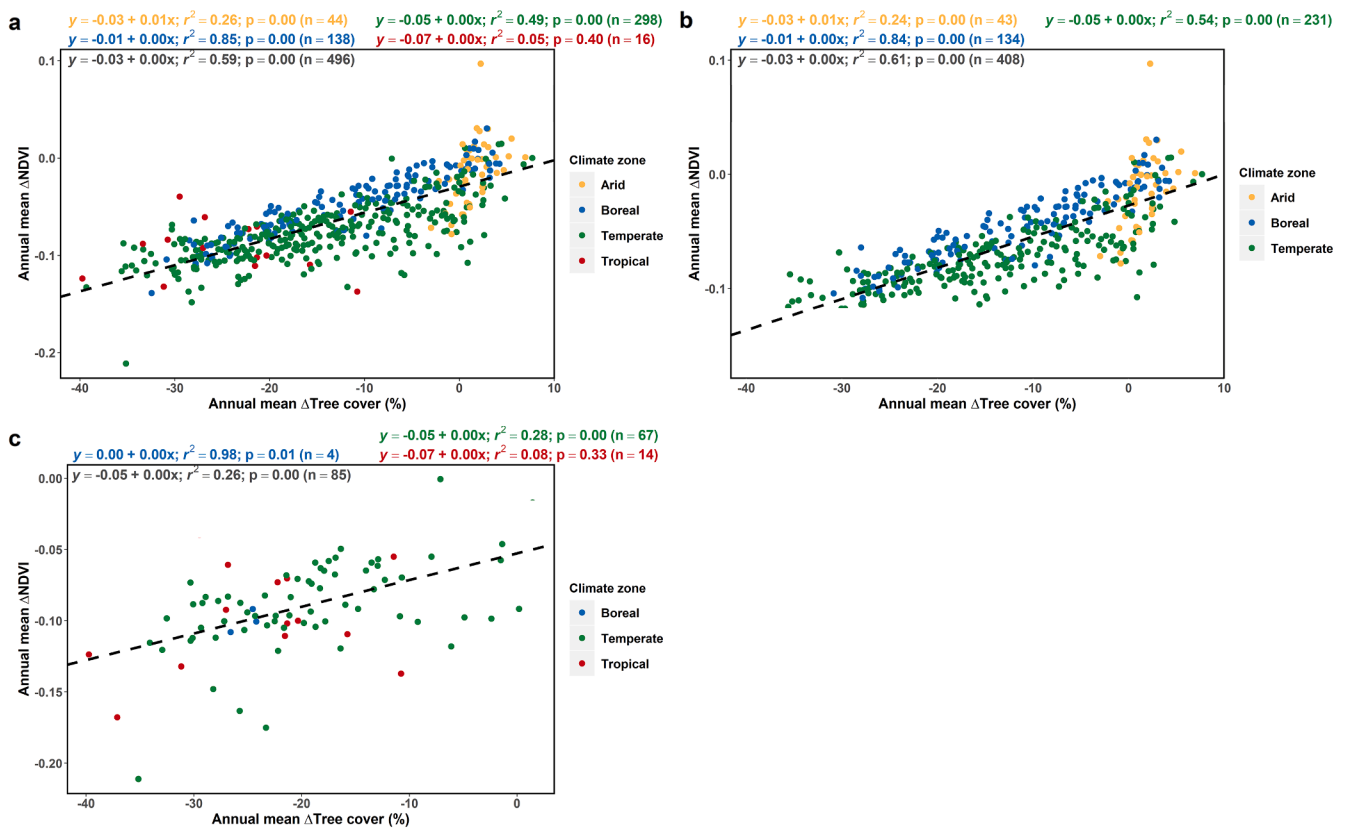 a
y = -0.03 + 0.01x; r² = 0.26; p = 0.00 (n = 44)
y = -0.05 + 0.00x; r² = 0.49; p = 0.00 (n = 298)
y = -0.01 + 0.00x; r² = 0.85; p = 0.00 (n = 138)
y = -0.07 + 0.00x; r² = 0.05; p = 0.40 (n = 16)
y = -0.03 + 0.00x; r² = 0.59; p = 0.00 (n = 496)
0.1
0.0
-0.1
-0.2
Annual mean ΔNDVI
-40 -30 -20 -10 0 10
Annual mean ΔTree cover (%)
Climate zone
Arid
Boreal
Temperate
Tropical
b
y = -0.03 + 0.01x; r² = 0.24; p = 0.00 (n = 43)
y = -0.05 + 0.00x; r² = 0.54; p = 0.00 (n = 231)
y = -0.01 + 0.00x; r² = 0.84; p = 0.00 (n = 134)
y = -0.03 + 0.00x; r² = 0.61; p = 0.00 (n = 408)
0.1
0.0
-0.1
Annual mean ΔNDVI
-40 -30 -20 -10 0 10
Annual mean ΔTree cover (%)
Climate zone
Arid
Boreal
Temperate
c
y = -0.05 + 0.00x; r² = 0.28; p = 0.00 (n = 67)
y = 0.00 + 0.00x; r² = 0.98; p = 0.01 (n = 4)
y = -0.07 + 0.00x; r² = 0.08; p = 0.33 (n = 14)
y = -0.05 + 0.00x; r² = 0.26; p = 0.00 (n = 85)
0.00
-0.05
-0.10
-0.15
-0.20
Annual mean ΔNDVI
-40 -30 -20 -10 0
Annual mean ΔTree cover (%)
Climate zone
Boreal
Temperate
Tropical